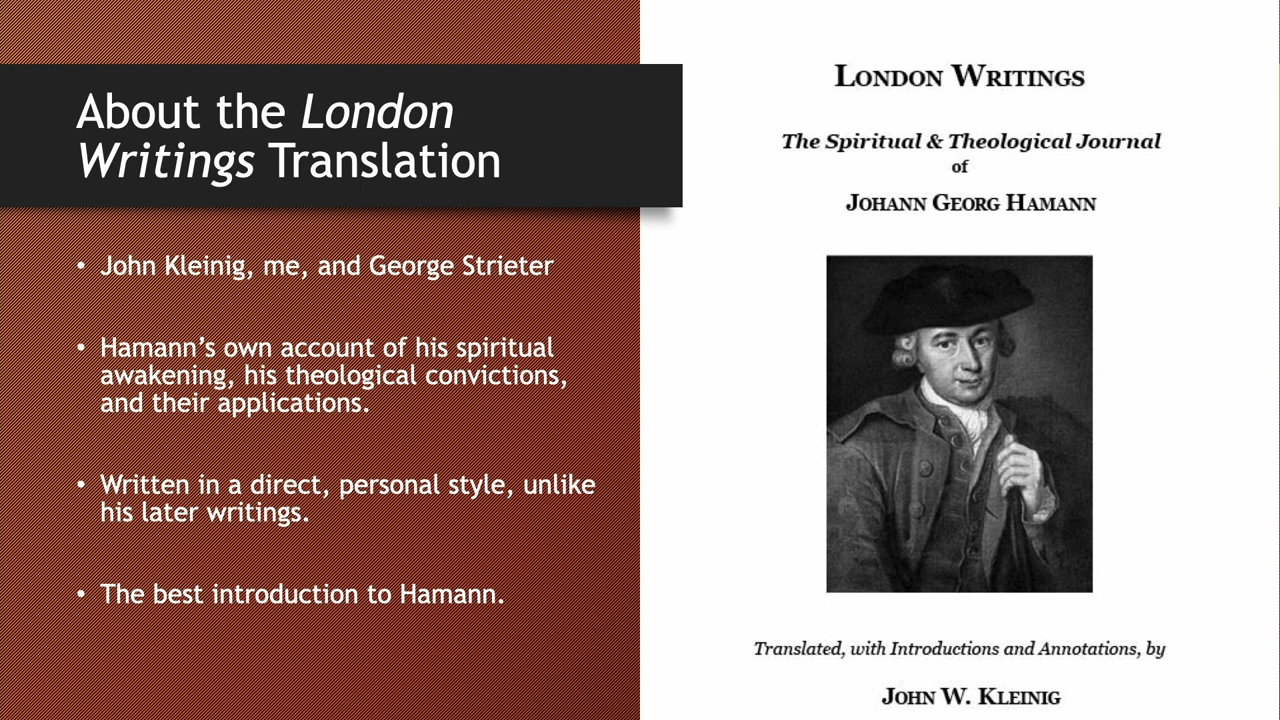 About the London
Writings Translation
• John Kleinig, me, and George Strieter
• Hamann’s own account of his spiritual
awakening, his theological convictions,
and their applications.
• Written in a direct, personal style, unlike
his later writings.
• The best introduction to Hamann.
London Writings
The Spiritual & Theological Journal
of
Johann Georg Hamann
Translated, with Introductions and Annotations, by
John W. Kleinig